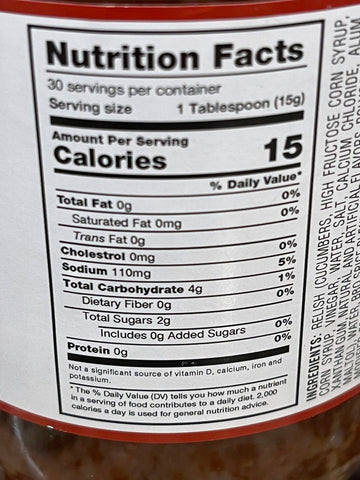 Nutrition Facts
30 servings per container
Serving size 1 Tablespoon (15g)
Amount Per Serving
Calories 15
% Daily Value*
Total Fat 0g 0%
Saturated Fat 0mg 0%
Trans Fat 0g
Cholestrol 0mg 0%
Sodium 110mg 5%
Total Carbohydrate 4g 1%
Dietary Fiber 0g 0%
Total Sugars 2g
Includes 0g Added Sugars 0%
Protein 0g 0%
Not a significant source of vitamin D, calcium, iron and
potassium.
* The % Daily Value (DV) tells you how much a nutrient
in a serving of food contributes to a daily diet. 2,000
calories a day is used for general nutrition advice.
INGREDIENTS: RELISH (CUCUMBERS, HIGH FRUCTOSE CORN SYRUP,
CORN SYRUP, VINEGAR, WATER, SALT, CALCIUM CHLORIDE, ALUM,
XANTHAN GUM, NATURAL AND ARTIFICIAL